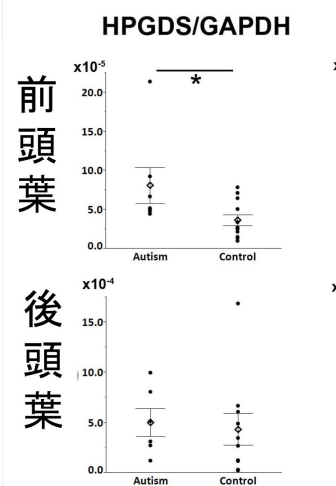 HPGDS/GAPDH
前頭葉
x10-5
*
20.0
15.0
10.0
5.0
0.0
Autism Control
後頭葉
x10-4
15.0
10.0
5.0
0.0
Autism Control